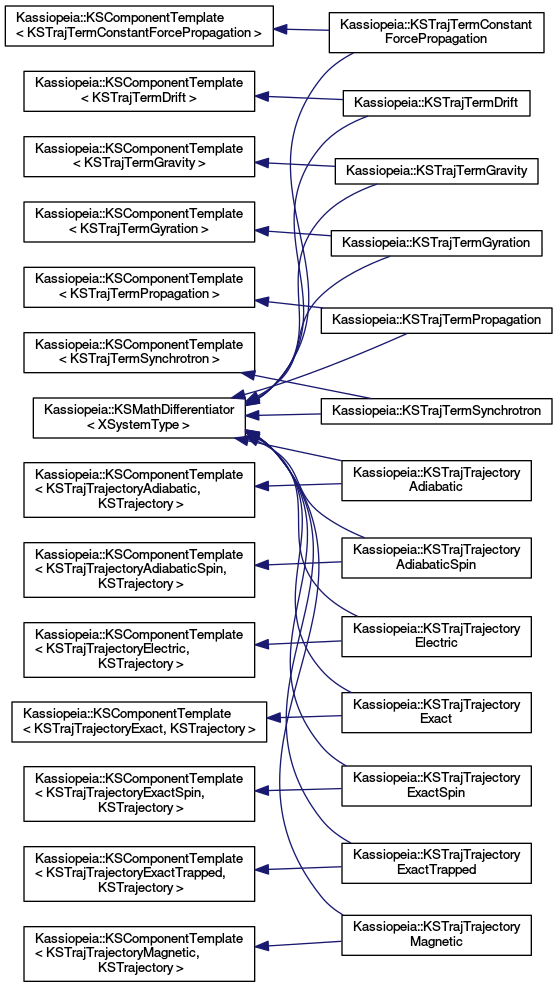 Kassiopeia::KSComponentTemplate
< KSTrajTermConstantForcePropagation >
Kassiopeia::KSTrajTermConstant
ForcePropagation
Kassiopeia::KSComponentTemplate
< KSTrajTermDrift >
Kassiopeia::KSTrajTermDrift
Kassiopeia::KSComponentTemplate
< KSTrajTermGravity >
Kassiopeia::KSTrajTermGravity
Kassiopeia::KSComponentTemplate
< KSTrajTermGyration >
Kassiopeia::KSTrajTermGyration
Kassiopeia::KSComponentTemplate
< KSTrajTermPropagation >
Kassiopeia::KSTrajTermPropagation
Kassiopeia::KSComponentTemplate
< KSTrajTermSynchrotron >
Kassiopeia::KSMathDifferentiator
< XSystemType >
Kassiopeia::KSTrajTermSynchrotron
Kassiopeia::KSComponentTemplate
< KSTrajTrajectoryAdiabatic,
KSTrajectory >
Kassiopeia::KSTrajTrajectory
Adiabatic
Kassiopeia::KSComponentTemplate
< KSTrajTrajectoryAdiabaticSpin,
KSTrajectory >
Kassiopeia::KSTrajTrajectory
AdiabaticSpin
Kassiopeia::KSComponentTemplate
< KSTrajTrajectoryElectric,
KSTrajectory >
Kassiopeia::KSTrajTrajectory
Electric
Kassiopeia::KSComponentTemplate
< KSTrajTrajectoryExact, KSTrajectory >
Kassiopeia::KSTrajTrajectory
Exact
Kassiopeia::KSComponentTemplate
< KSTrajTrajectoryExactSpin,
KSTrajectory >
Kassiopeia::KSTrajTrajectory
ExactSpin
Kassiopeia::KSComponentTemplate
< KSTrajTrajectoryExactTrapped,
KSTrajectory >
Kassiopeia::KSTrajTrajectory
ExactTrapped
Kassiopeia::KSComponentTemplate
< KSTrajTrajectoryMagnetic,
KSTrajectory >
Kassiopeia::KSTrajTrajectory
Magnetic